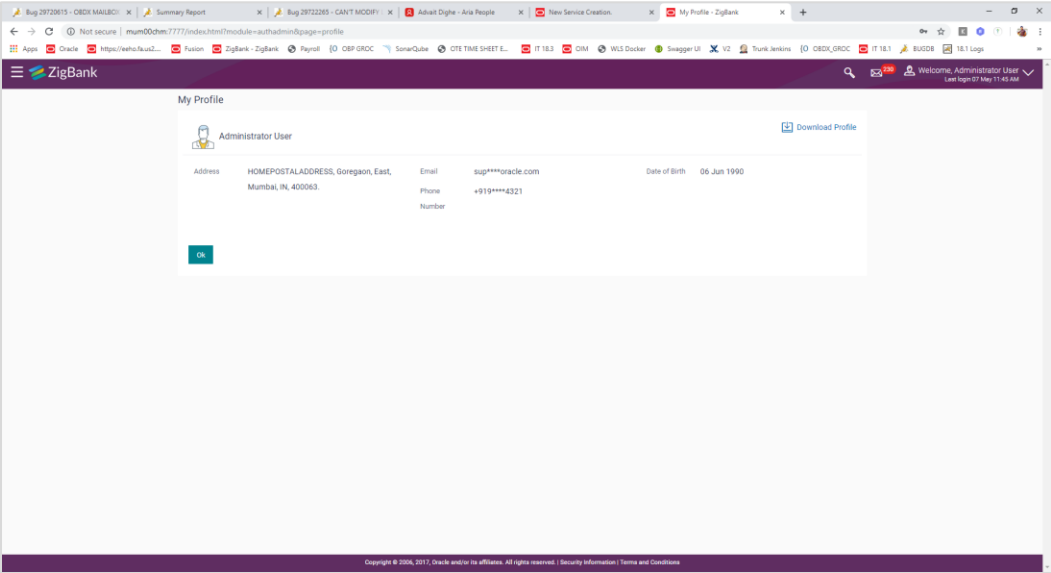 Bug 29720615 - OBDX MAILBOX
Summary Report
Bug 29722265 - CAN'T MODIFY
Advait Dighe - Aria People
New Service Creation.
My Profile - ZigBank
Not secure | mum00chm:7777/index.html?module=authadmin&page=profile
Apps Oracle https://eeho.fa.us2.... Fusion ZigBank - ZigBank Payroll OBP GROC SonarQube OTE TIME SHEET E... IT 18.3 OIM WLS Docker Swagger UI V2 Trunk Jenkins OBDX_GROC IT 18.1 BUGDB 18.1 Logs
ZigBank
Welcome, Administrator User
Last login 07 May 11:45 AM
My Profile
Administrator User
Download Profile
Address HOMEPOSTALADDRESS, Goregaon, East, Email sup****oracle.com Date of Birth 06 Jun 1990
Mumbai, IN, 400063. Phone +919****4321
Number
Ok
Copyright © 2006, 2017, Oracle and/or its affiliates. All rights reserved. | Security Information | Terms and Conditions